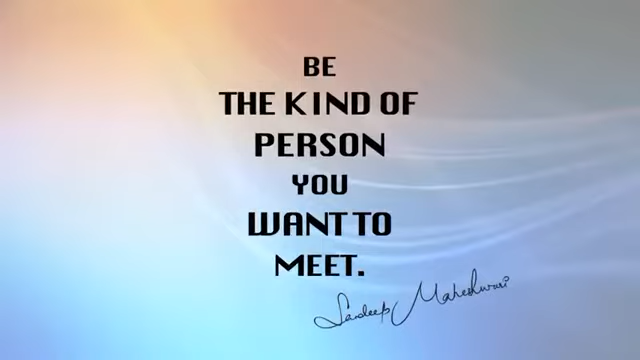 BE
THE KIND OF
PERSON
YOU
WANT TO
MEET.
Sandeep Maheshwari